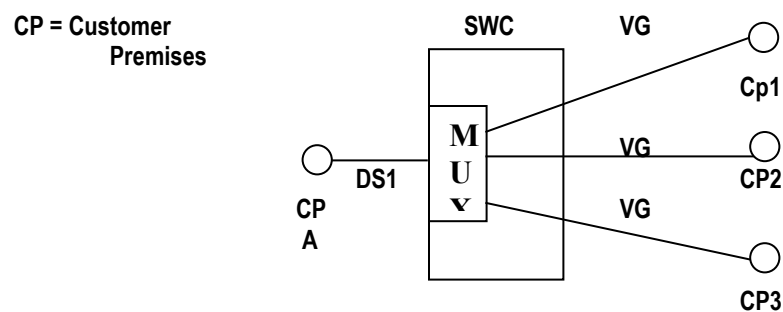 CP = Customer
Premises
SWC
VG
Cp1
M
U
X
VG
CP2
DS1
CP
A
VG
CP3